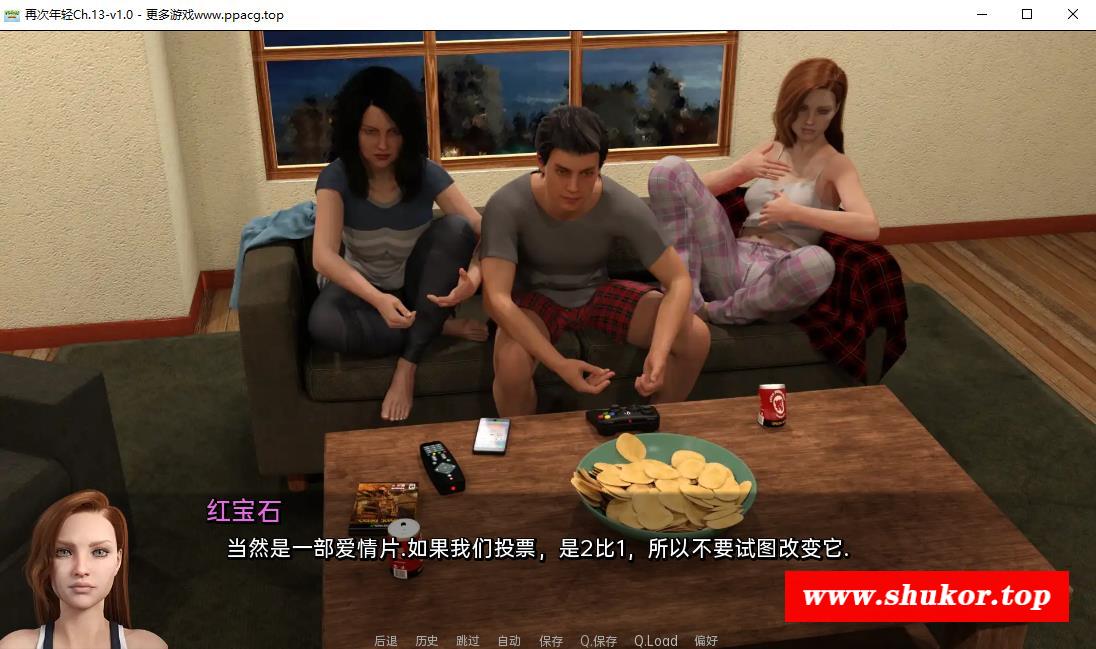 再次年轻Ch.13-v1.0 - 更多游戏www.ppacg.top
红宝石
当然是一部爱情片.如果我们投票，是2比1，所以不要试图改变它.
www.shukor.top
后退 历史 跳过 自动 保存 Q.保存 Q.Load 偏好